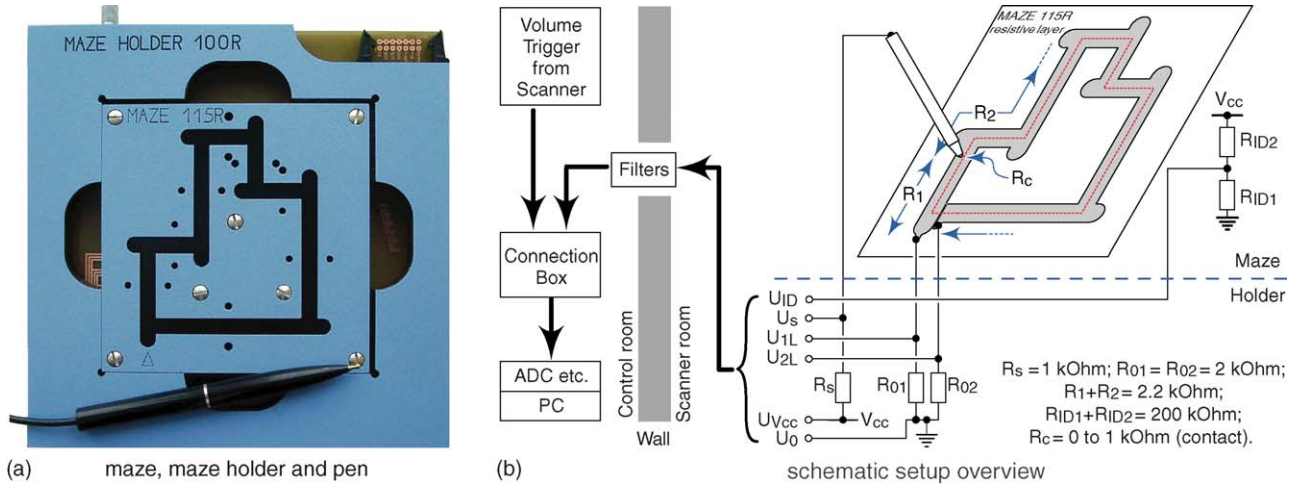 MAZE HOLDER 100R
MAZE 115R
(a) maze, maze holder and pen
(b)
Volume
Trigger
from
Scanner
Filters
Connection
Box
ADC etc.
PC
Control room
Scanner room
Wall
MAZE 115R
resistive layer
R2
R1
Rc
Vcc
RID2
RID1
Maze
Holder
UID
Us
U1L
U2L
Rs
R01
R02
UVcc
Vcc
U0
Rs = 1 kOhm; R01 = R02 = 2 kOhm;
R1+R2 = 2.2 kOhm;
RID1+RID2 = 200 kOhm;
Rc = 0 to 1 kOhm (contact).
schematic setup overview